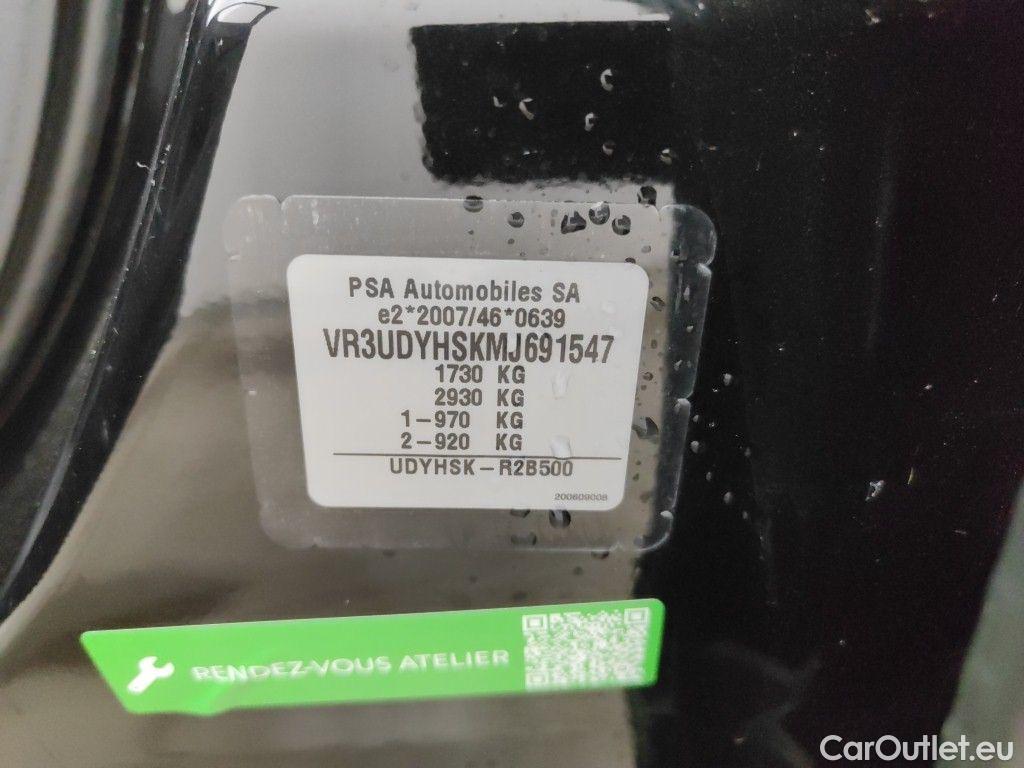 PSA Automobiles SA
e2*2007/46*0639
VR3UDYHSKMJ691547
1730 KG
2930 KG
1-970 KG
2-920 KG
UDYHSK-R2B500
200609008
RENDEZ-VOUS ATELIER
CarOutlet.eu